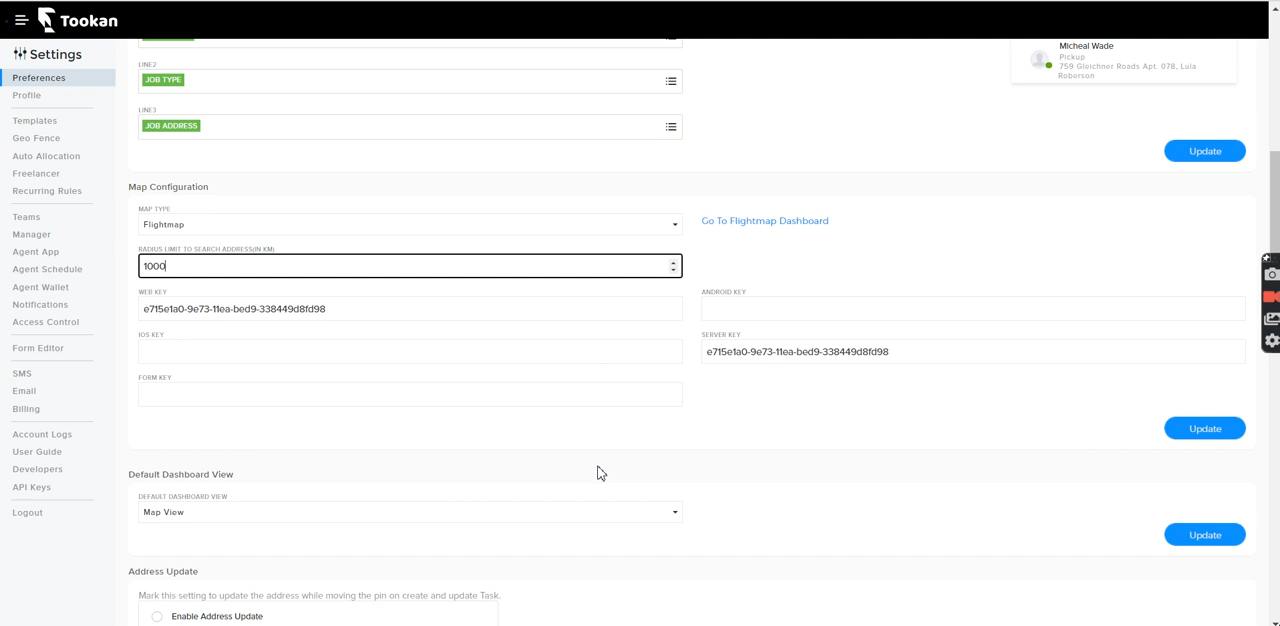 Tookan
Settings
Preferences
Profile
Templates
Geo Fence
Auto Allocation
Freelancer
Recurring Rules
Teams
Manager
Agent App
Agent Schedule
Agent Wallet
Notifications
Access Control
Form Editor
SMS
Email
Billing
Account Logs
User Guide
Developers
API Keys
Logout
LINE2
JOB TYPE
LINE3
JOB ADDRESS
Micheal Wade
Pickup
759 Gleichner Roads Apt. 078, Lula
Roberson
Update
Map Configuration
MAP TYPE
Flightmap
Go To Flightmap Dashboard
RADIUS LIMIT TO SEARCH ADDRESS(IN KM)
1000
WEB KEY
e715e1a0-9e73-11ea-bed9-338449d8fd98
ANDROID KEY
IOS KEY
SERVER KEY
e715e1a0-9e73-11ea-bed9-338449d8fd98
FORM KEY
Update
Default Dashboard View
DEFAULT DASHBOARD VIEW
Map View
Update
Address Update
Mark this setting to update the address while moving the pin on create and update Task.
Enable Address Update